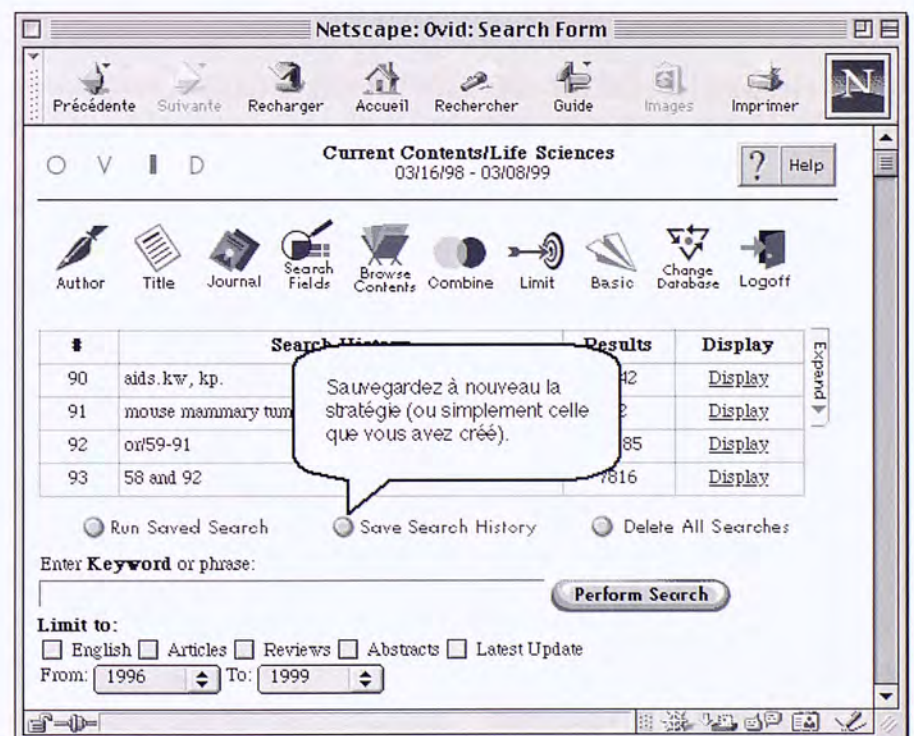 Netscape: Ovid: Search Form
Précédente Suivante Recharger Accueil Rechercher Guide Images Imprimer N
O V I D
Current Contents/Life Sciences
03/16/98 - 03/08/99
? Help
Author Title Journal Search Fields Browse Contents Combine Limit Basic Change Database Logoff
# Search Results Display
Expand
90 aids.kw, kp. 42 Display
91 mouse mammary tum 2 Display
92 or/59-91 85 Display
93 58 and 92 7816 Display
Sauvegardez à nouveau la
stratégie (ou simplement celle
que vous avez créé).
Run Saved Search Save Search History Delete All Searches
Enter Keyword or phrase:
Perform Search
Limit to:
English Articles Reviews Abstracts Latest Update
From: 1996 To: 1999